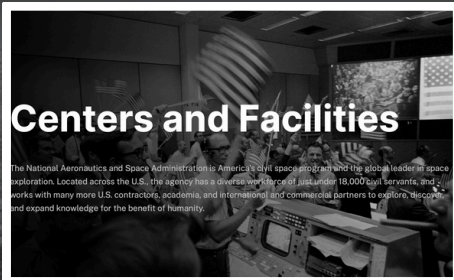 Centers and Facilities
The National Aeronautics and Space Administration is America's civil space program and the global leader in space
exploration. Located across the U.S., the agency has a diverse workforce of just under 18,000 civil servants, and
works with many more U.S. contractors, academia, and international and commercial partners to explore, discover,
and expand knowledge for the benefit of humanity.